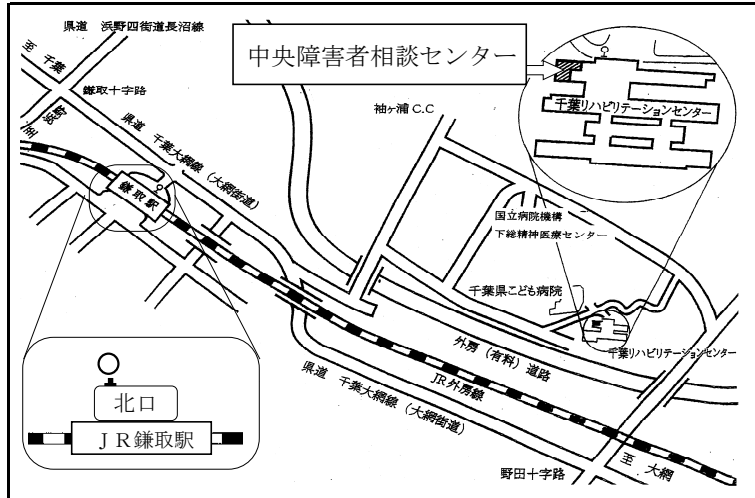 県道 浜野四街道長沼線
至 千葉
中央障害者相談センター
鎌取十字路
袖ヶ浦C.C
千葉リハビリテーションセンター
県道 千葉大網線（大網街道）
鎌取駅
国立病院機構
下総精神医療センター
千葉県こども病院
千葉リハビリテーションセンター
外房（有料）道路
JR外房線
県道 千葉大網線（大網街道）
北口
ＪＲ鎌取駅
野田十字路
至 大網